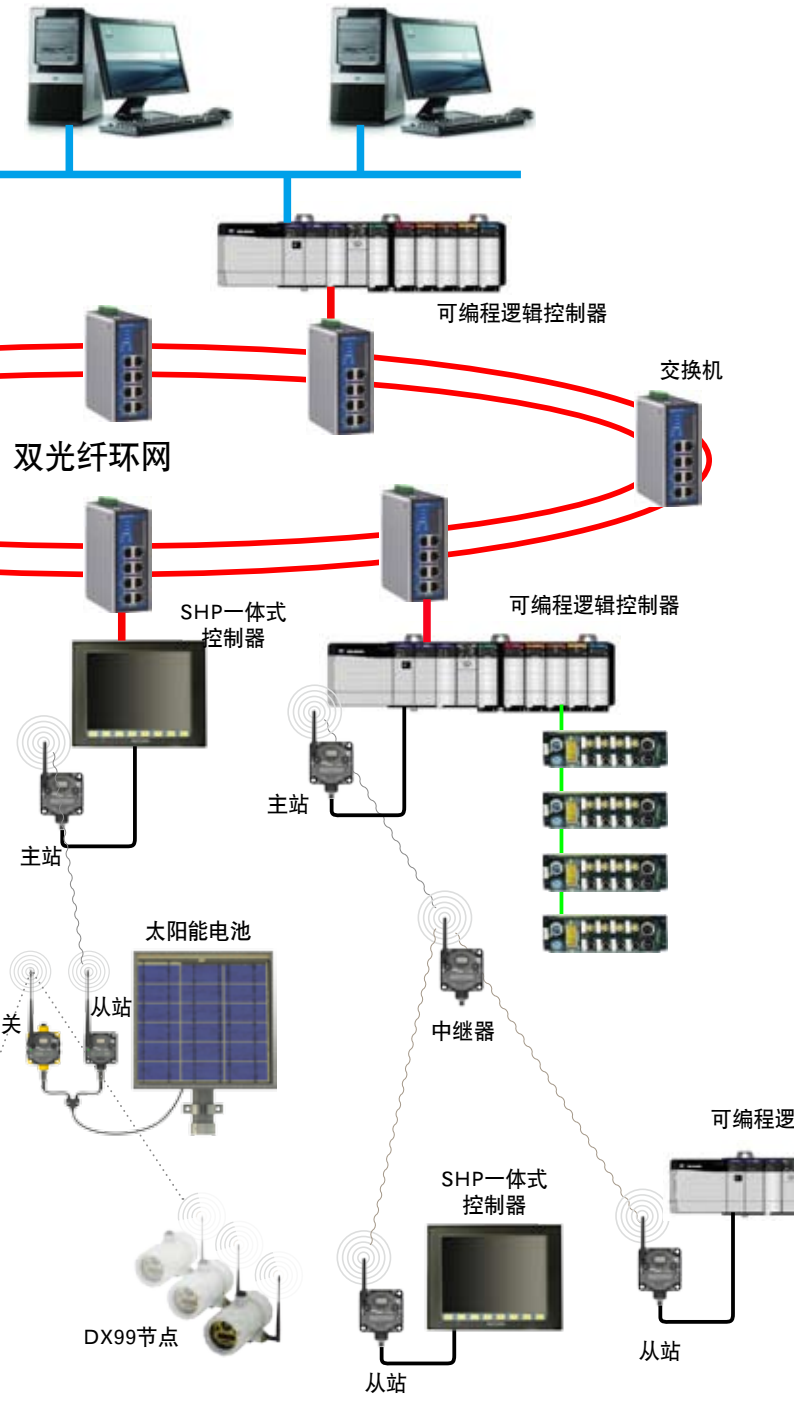 可编程逻辑控制器
交换机
双光纤环网
SHP一体式
控制器
可编程逻辑控制器
主站
主站
太阳能电池
关
从站
中继器
可编程逻
SHP一体式
控制器
DX99节点
从站
从站